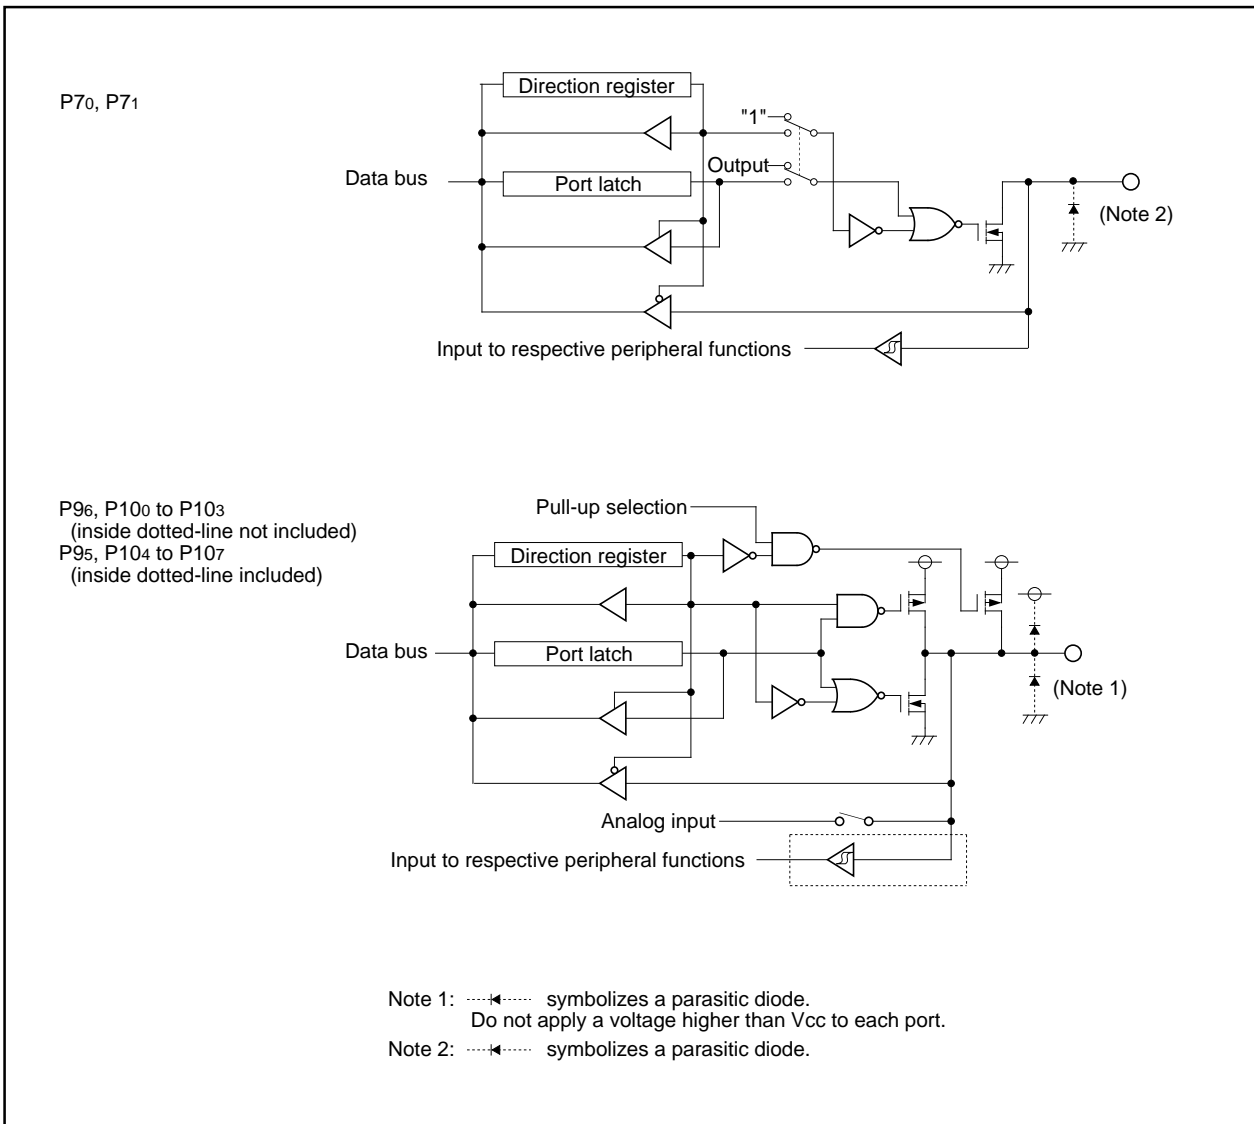 P70, P71
Direction register
"1"
Data bus
Port latch
Output
(Note 2)
Input to respective peripheral functions
P96, P100 to P103
(inside dotted-line not included)
P95, P104 to P107
(inside dotted-line included)
Pull-up selection
Direction register
Data bus
Port latch
(Note 1)
Analog input
Input to respective peripheral functions
Note 1: symbolizes a parasitic diode.
Do not apply a voltage higher than Vcc to each port.
Note 2: symbolizes a parasitic diode.